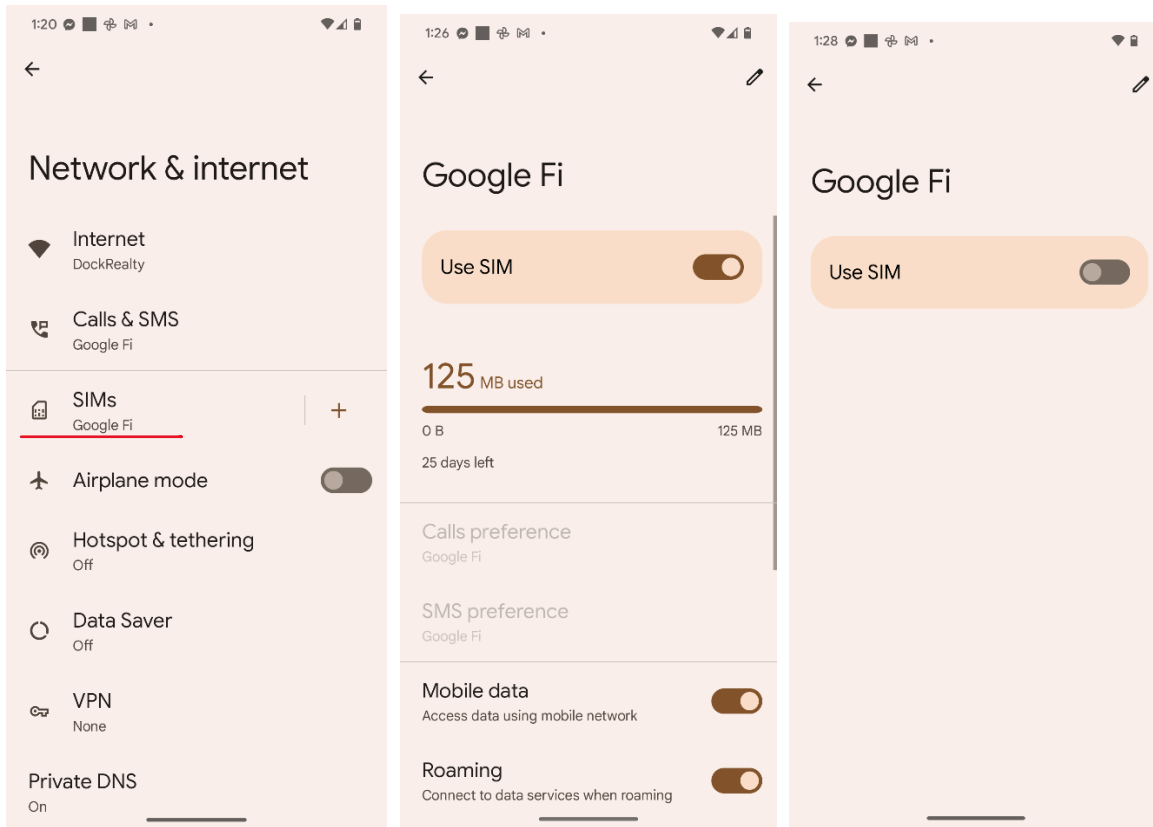 1:20
Network & internet
Internet
DockRealty
Calls & SMS
Google Fi
SIMs
Google Fi
Airplane mode
Hotspot & tethering
Off
Data Saver
Off
VPN
None
Private DNS
On
1:26
Google Fi
Use SIM
125 MB used
0 B 125 MB
25 days left
Calls preference
Google Fi
SMS preference
Google Fi
Mobile data
Access data using mobile network
Roaming
Connect to data services when roaming
1:28
Google Fi
Use SIM